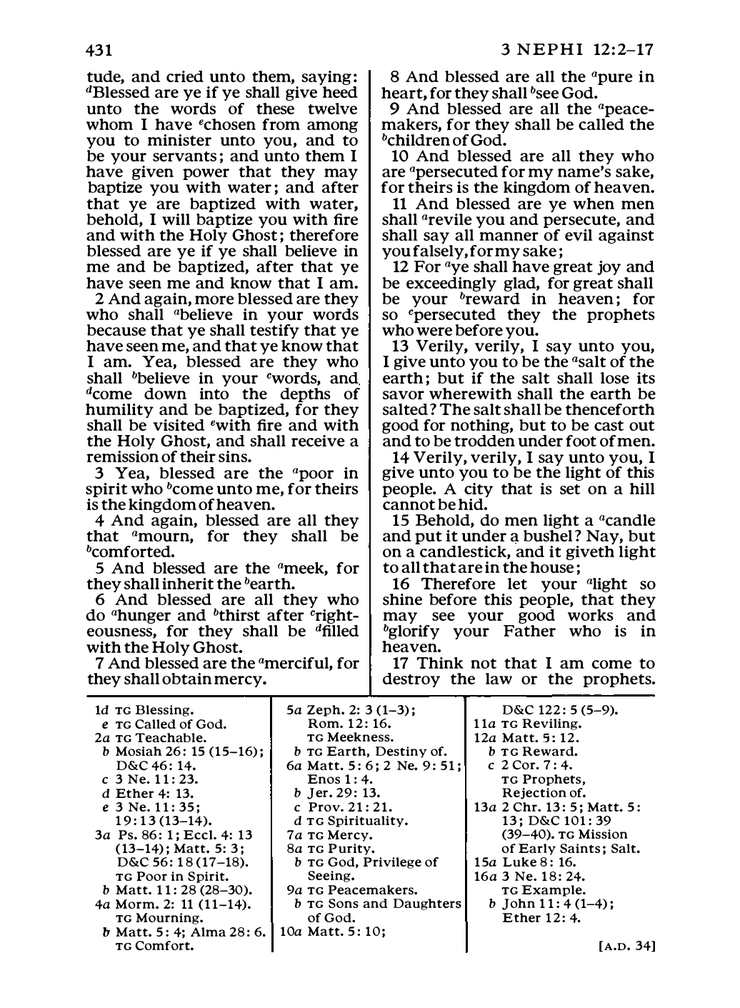 431
3 NEPHI 12:2–17
tude, and cried unto them, saying:
dBlessed are ye if ye shall give heed
unto the words of these twelve
whom I have echosen from among
you to minister unto you, and to
be your servants; and unto them I
have given power that they may
baptize you with water; and after
that ye are baptized with water,
behold, I will baptize you with fire
and with the Holy Ghost; therefore
blessed are ye if ye shall believe in
me and be baptized, after that ye
have seen me and know that I am.
2 And again, more blessed are they
who shall abelieve in your words
because that ye shall testify that ye
have seen me, and that ye know that
I am. Yea, blessed are they who
shall bbelieve in your cwords, and
dcome down into the depths of
humility and be baptized, for they
shall be visited ewith fire and with
the Holy Ghost, and shall receive a
remission of their sins.
3 Yea, blessed are the apoor in
spirit who bcome unto me, for theirs
is the kingdom of heaven.
4 And again, blessed are all they
that amourn, for they shall be
bcomforted.
5 And blessed are the ameek, for
they shall inherit the bearth.
6 And blessed are all they who
do ahunger and bthirst after cright-
eousness, for they shall be dfilled
with the Holy Ghost.
7 And blessed are the amerciful, for
they shall obtain mercy.
8 And blessed are all the apure in
heart, for they shall bsee God.
9 And blessed are all the apeace-
makers, for they shall be called the
bchildren of God.
10 And blessed are all they who
are apersecuted for my name's sake,
for theirs is the kingdom of heaven.
11 And blessed are ye when men
shall arevile you and persecute, and
shall say all manner of evil against
you falsely, for my sake;
12 For aye shall have great joy and
be exceedingly glad, for great shall
be your breward in heaven; for
so cpersecuted they the prophets
who were before you.
13 Verily, verily, I say unto you,
I give unto you to be the asalt of the
earth; but if the salt shall lose its
savor wherewith shall the earth be
salted? The salt shall be thenceforth
good for nothing, but to be cast out
and to be trodden under foot of men.
14 Verily, verily, I say unto you, I
give unto you to be the light of this
people. A city that is set on a hill
cannot be hid.
15 Behold, do men light a acandle
and put it under a bushel? Nay, but
on a candlestick, and it giveth light
to all that are in the house;
16 Therefore let your alight so
shine before this people, that they
may see your good works and
bglorify your Father who is in
heaven.
17 Think not that I am come to
destroy the law or the prophets.
1d TG Blessing.
e TG Called of God.
2a TG Teachable.
b Mosiah 26: 15 (15–16);
D&C 46: 14.
c 3 Ne. 11: 23.
d Ether 4: 13.
e 3 Ne. 11: 35;
19: 13 (13–14).
3a Ps. 86: 1; Eccl. 4: 13
(13–14); Matt. 5: 3;
D&C 56: 18 (17–18).
TG Poor in Spirit.
b Matt. 11: 28 (28–30).
4a Morm. 2: 11 (11–14).
TG Mourning.
b Matt. 5: 4; Alma 28: 6.
TG Comfort.
5a Zeph. 2: 3 (1–3);
Rom. 12: 16.
TG Meekness.
b TG Earth, Destiny of.
6a Matt. 5: 6; 2 Ne. 9: 51;
Enos 1: 4.
b Jer. 29: 13.
c Prov. 21: 21.
d TG Spirituality.
7a TG Mercy.
8a TG Purity.
b TG God, Privilege of
Seeing.
9a TG Peacemakers.
b TG Sons and Daughters
of God.
10a Matt. 5: 10;
D&C 122: 5 (5–9).
11a TG Reviling.
12a Matt. 5: 12.
b TG Reward.
c 2 Cor. 7: 4.
TG Prophets,
Rejection of.
13a 2 Chr. 13: 5; Matt. 5:
13; D&C 101: 39
(39–40). TG Mission
of Early Saints; Salt.
15a Luke 8: 16.
16a 3 Ne. 18: 24.
TG Example.
b John 11: 4 (1–4);
Ether 12: 4.
[A.D. 34]